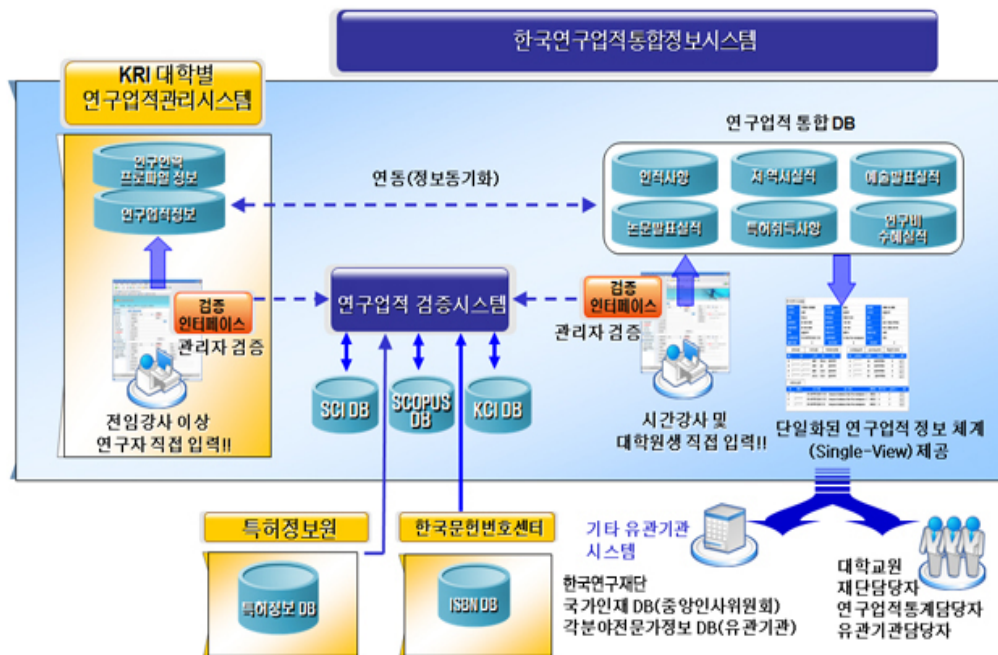 한국연구업적통합정보시스템
KRI 대학별
연구업적관리시스템
연구인력
프로파일 정보
연구업적정보
연동(정보동기화)
연구업적 통합 DB
인적사항
저·역서실적
예술발표실적
논문발표실적
특허취득사항
연구비
수혜실적
검증
인터페이스
관리자 검증
연구업적 검증시스템
검증
인터페이스
관리자 검증
SCI DB
SCOPUS
DB
KCI DB
전임강사 이상
연구자 직접 입력!!
시간강사 및
대학원생 직접 입력!!
단일화된 연구업적 정보 체계
(Single-View) 제공
특허정보원
특허정보 DB
한국문헌번호센터
ISBN DB
기타 유관기관
시스템
한국연구재단
국가인재 DB(중앙인사위원회)
각분야전문가정보 DB(유관기관)
대학교원
재단담당자
연구업적통계담당자
유관기관담당자